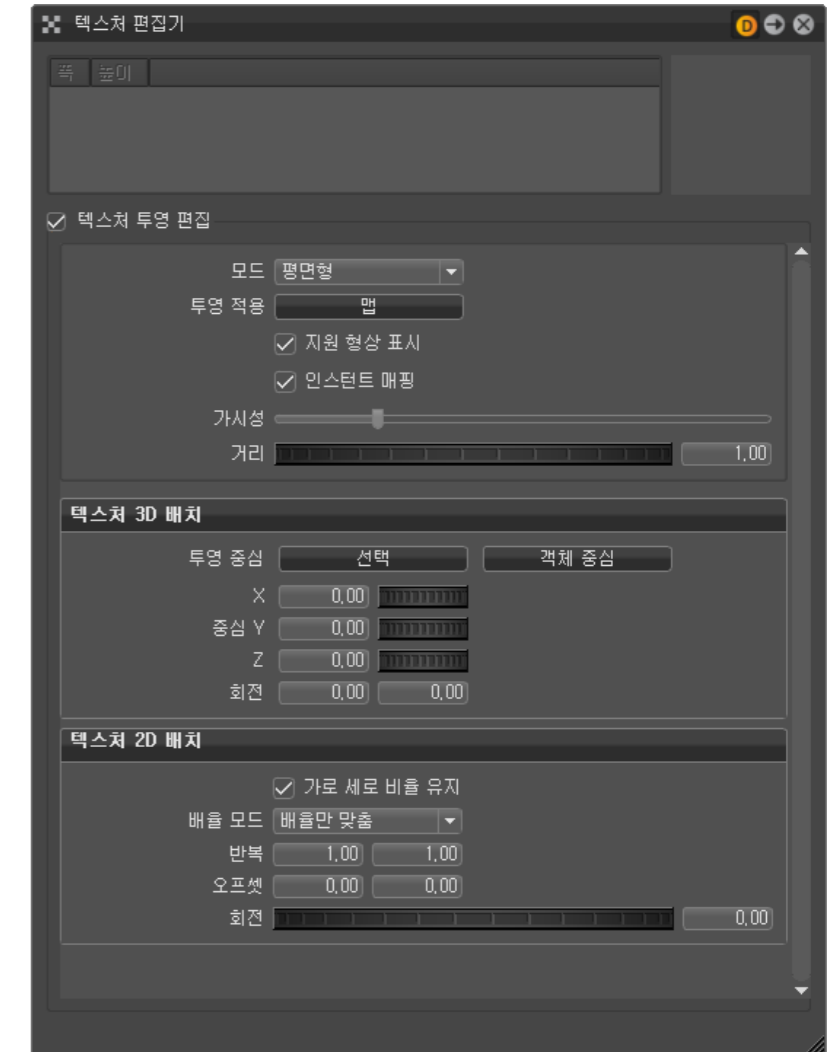 텍스처 편집기 D
폭 높이
텍스처 투영 편집
모드 평면형
투영 적용 맵
지원 형상 표시
인스턴트 매핑
가시성
거리 1,00
텍스처 3D 배치
투영 중심 선택 객체 중심
X 0,00
중심 Y 0,00
Z 0,00
회전 0,00 0,00
텍스처 2D 배치
가로 세로 비율 유지
배율 모드 배율만 맞춤
반복 1,00 1,00
오프셋 0,00 0,00
회전 0,00